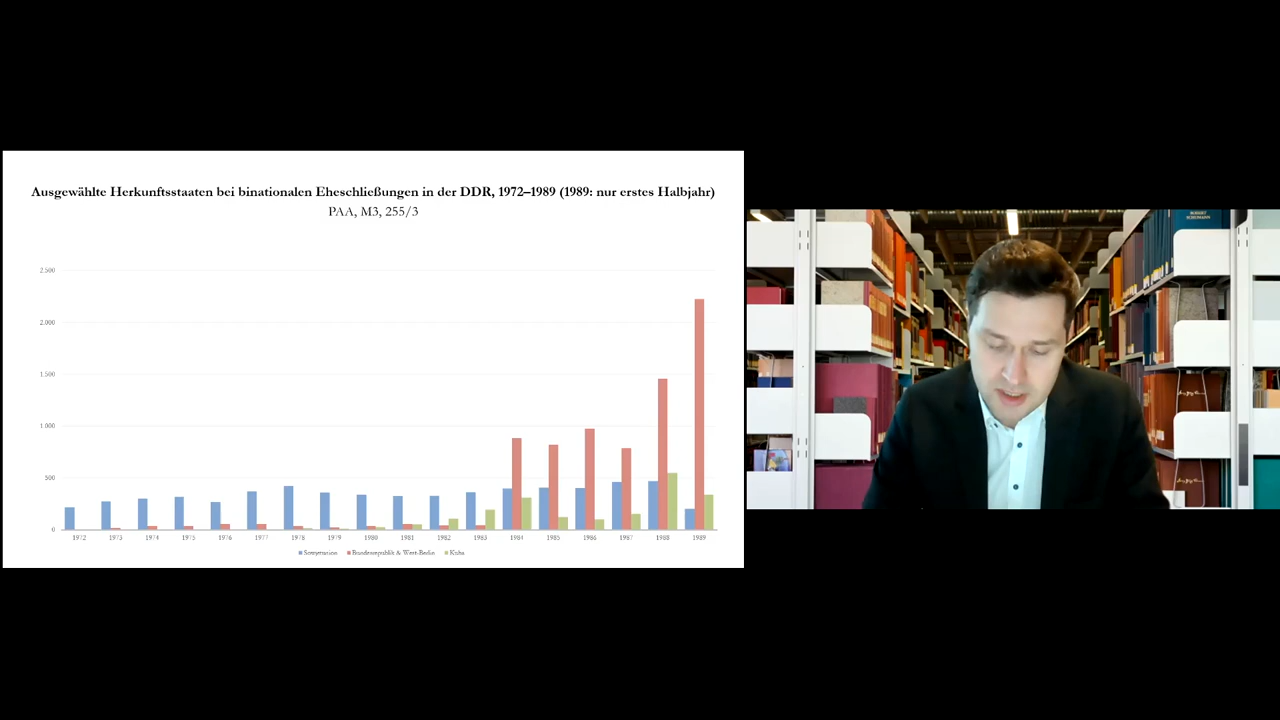 Ausgewählte Herkunftsstaaten bei binationalen Eheschließungen in der DDR, 1972–1989 (1989: nur erstes Halbjahr)
PAA, M3, 255/3
2.500
2.000
1.500
1.000
500
0
1972 1973 1974 1975 1976 1977 1978 1979 1980 1981 1982 1983 1984 1985 1986 1987 1988 1989
Sowjetunion Bundesrepublik & West-Berlin Kuba